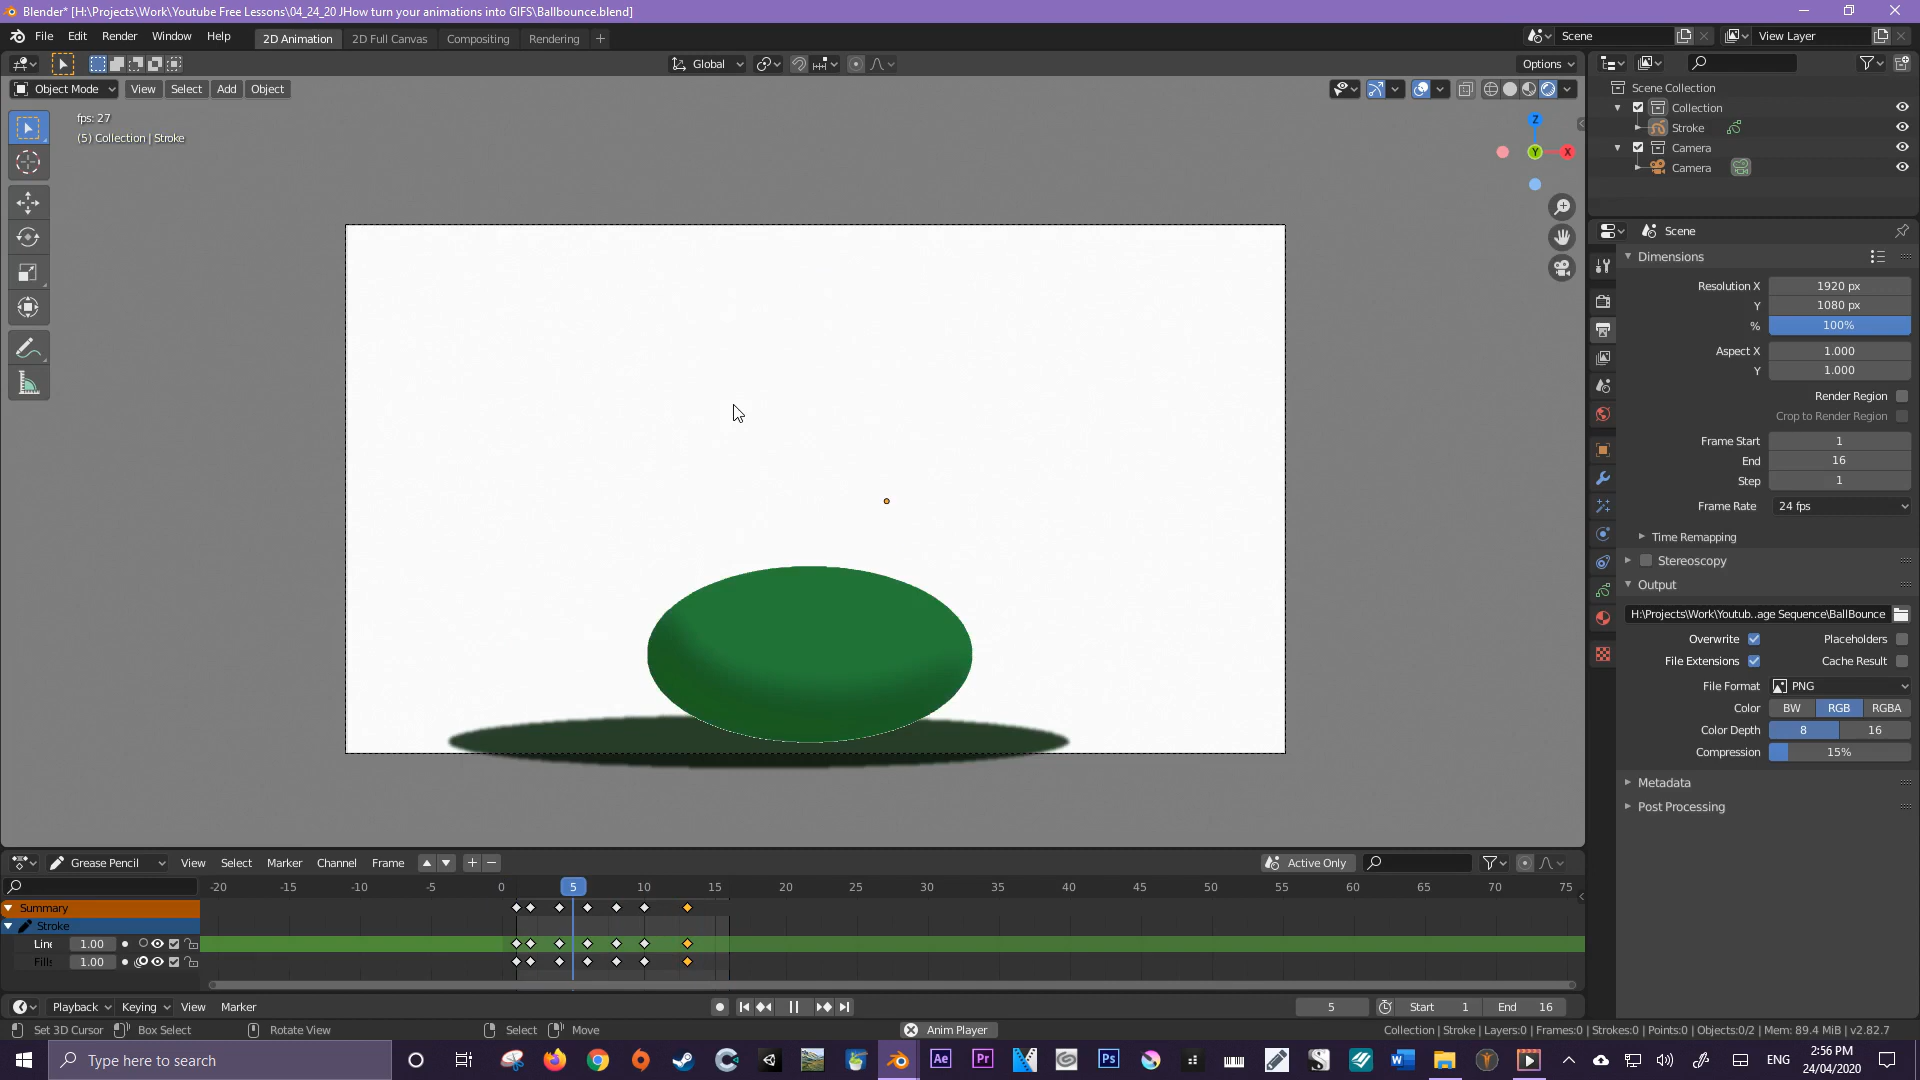 Blender* [H:\Projects\Work\Youtube Free Lessons\04_24_20 JHow turn your animations into GIFS\Ballbounce.blend]
File Edit Render Window Help 2D Animation 2D Full Canvas Compositing Rendering + Scene View Layer
Global Options
Object Mode View Select Add Object
fps: 27
(5) Collection | Stroke
Z
Y X
Scene Collection
Collection
Stroke
Camera
Camera
Scene
Dimensions
Resolution X 1920 px
Y 1080 px
% 100%
Aspect X 1.000
Y 1.000
Render Region
Crop to Render Region
Frame Start 1
End 16
Step 1
Frame Rate 24 fps
Time Remapping
Stereoscopy
Output
H:\Projects\Work\Youtub..age Sequence\BallBounce
Overwrite Placeholders
File Extensions Cache Result
File Format PNG
Color BW RGB RGBA
Color Depth 8 16
Compression 15%
Metadata
Post Processing
Grease Pencil View Select Marker Channel Frame Active Only
-20 -15 -10 -5 0 5 10 15 20 25 30 35 40 45 50 55 60 65 70 75
Summary
Stroke
Line 1.00
Fills 1.00
Playback Keying View Marker 5 Start 1 End 16
Set 3D Cursor Box Select Rotate View Select Move Anim Player Collection | Stroke | Layers:0 | Frames:0 | Strokes:0 | Points:0 | Objects:0/2 | Mem: 89.4 MiB | v2.82.7
Type here to search Ae Pr Ps ENG 2:56 PM
24/04/2020